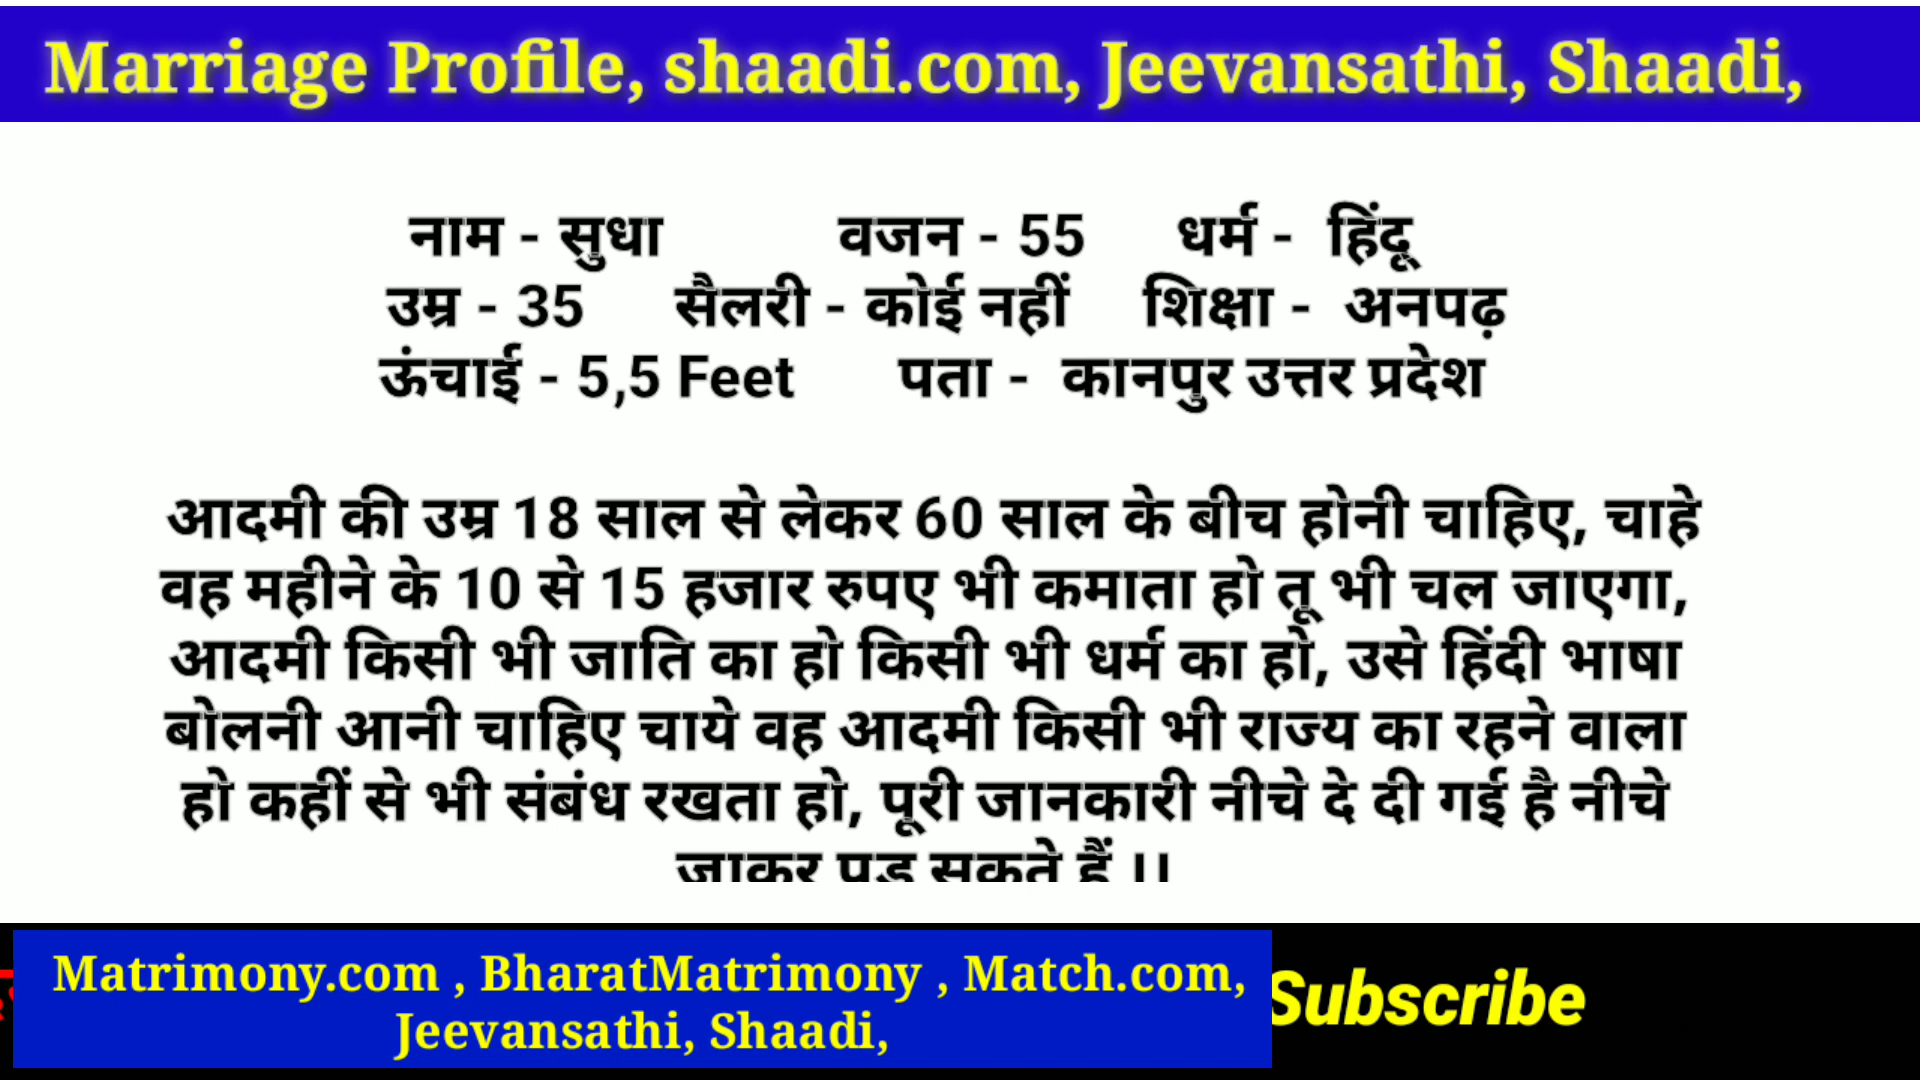 Marriage Profile, shaadi.com, Jeevansathi, Shaadi,
नाम - सुधा वजन - 55 धर्म - हिंदू
उम्र - 35 सैलरी - कोई नहीं शिक्षा - अनपढ़
ऊंचाई - 5,5 Feet पता - कानपुर उत्तर प्रदेश
आदमी की उम्र 18 साल से लेकर 60 साल के बीच होनी चाहिए, चाहे
वह महीने के 10 से 15 हजार रुपए भी कमाता हो तू भी चल जाएगा,
आदमी किसी भी जाति का हो किसी भी धर्म का हो, उसे हिंदी भाषा
बोलनी आनी चाहिए चाये वह आदमी किसी भी राज्य का रहने वाला
हो कहीं से भी संबंध रखता हो, पूरी जानकारी नीचे दे दी गई है नीचे
जाकर पड सकते हैं ।।
Matrimony.com , BharatMatrimony , Match.com,
Jeevansathi, Shaadi,
Subscribe